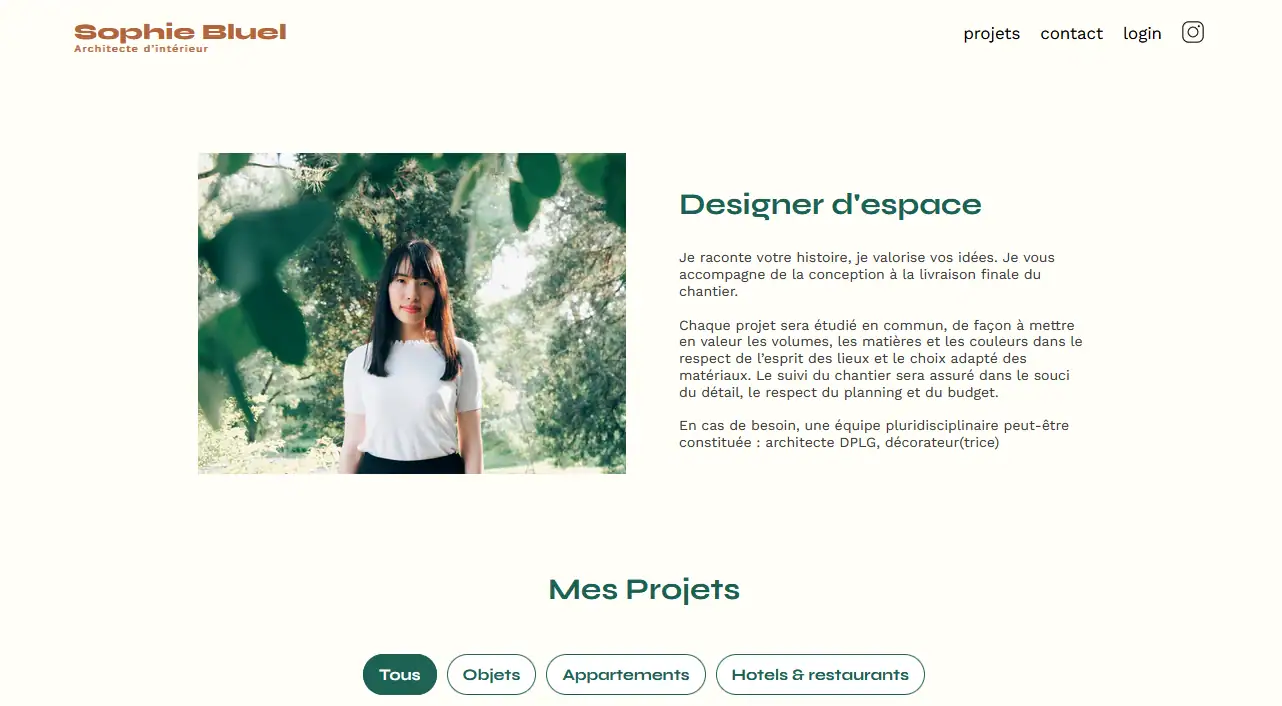 Sophie Bluel
Architecte d'intérieur
projets contact login
Designer d'espace
Je raconte votre histoire, je valorise vos idées. Je vous
accompagne de la conception à la livraison finale du
chantier.
Chaque projet sera étudié en commun, de façon à mettre
en valeur les volumes, les matières et les couleurs dans le
respect de l’esprit des lieux et le choix adapté des
matériaux. Le suivi du chantier sera assuré dans le souci
du détail, le respect du planning et du budget.
En cas de besoin, une équipe pluridisciplinaire peut-être
constituée : architecte DPLG, décorateur(trice)
Mes Projets
Tous Objets Appartements Hotels & restaurants